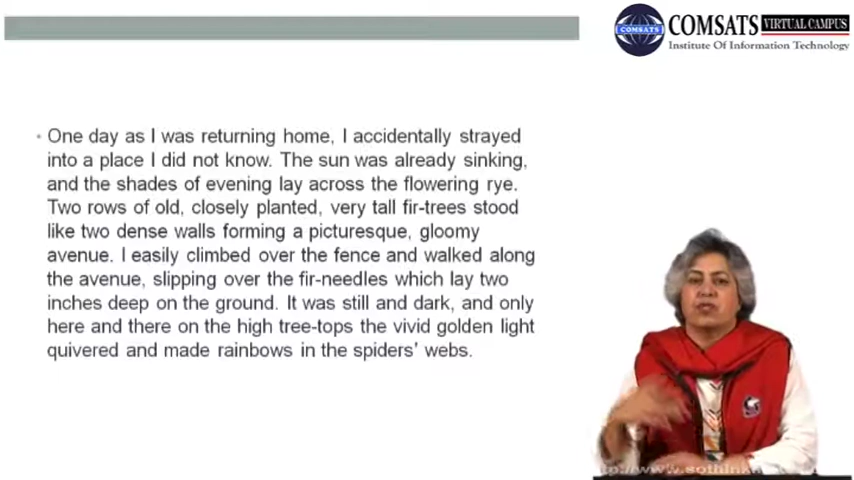 COMSATS
COMSATS
VIRTUAL CAMPUS
Institute Of Information Technology
• One day as I was returning home, I accidentally strayed
into a place I did not know. The sun was already sinking,
and the shades of evening lay across the flowering rye.
Two rows of old, closely planted, very tall fir-trees stood
like two dense walls forming a picturesque, gloomy
avenue. I easily climbed over the fence and walked along
the avenue, slipping over the fir-needles which lay two
inches deep on the ground. It was still and dark, and only
here and there on the high tree-tops the vivid golden light
quivered and made rainbows in the spiders' webs.